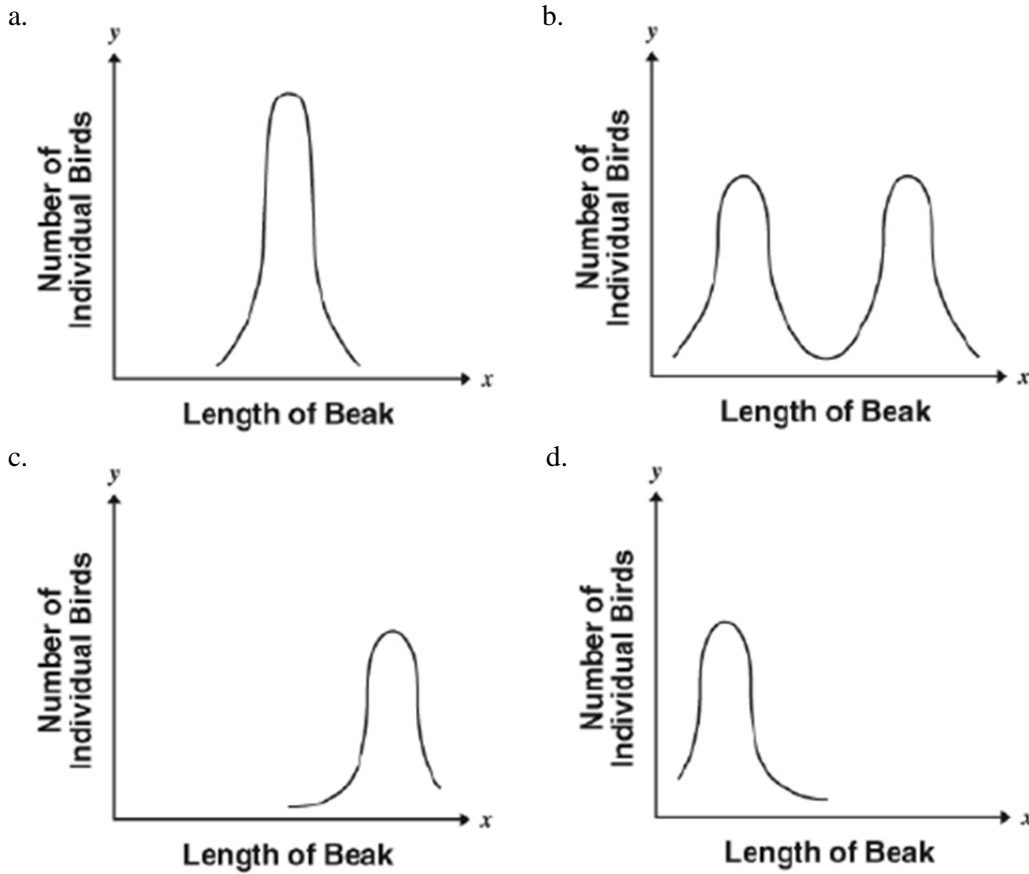 a.
y
Number of
Individual Birds
x
Length of Beak
b.
y
Number of
Individual Birds
x
Length of Beak
c.
y
Number of
Individual Birds
x
Length of Beak
d.
y
Number of
Individual Birds
x
Length of Beak